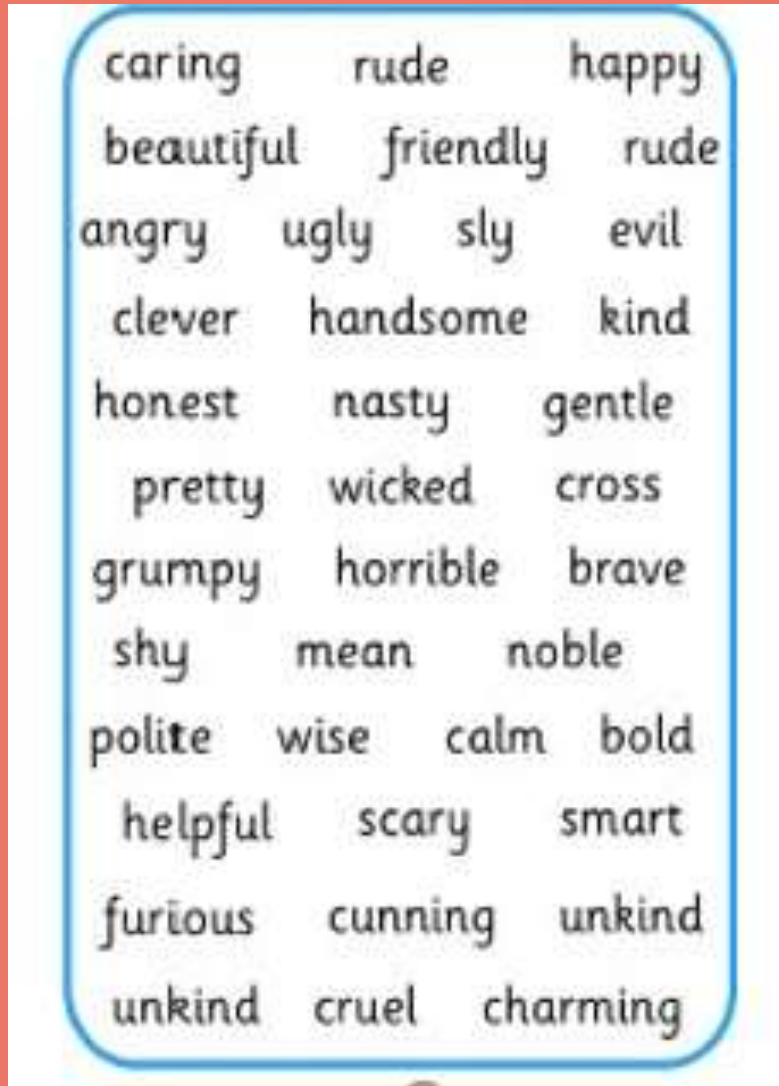 caring rude happy
beautiful friendly rude
angry ugly sly evil
clever handsome kind
honest nasty gentle
pretty wicked cross
grumpy horrible brave
shy mean noble
polite wise calm bold
helpful scary smart
furious cunning unkind
unkind cruel charming